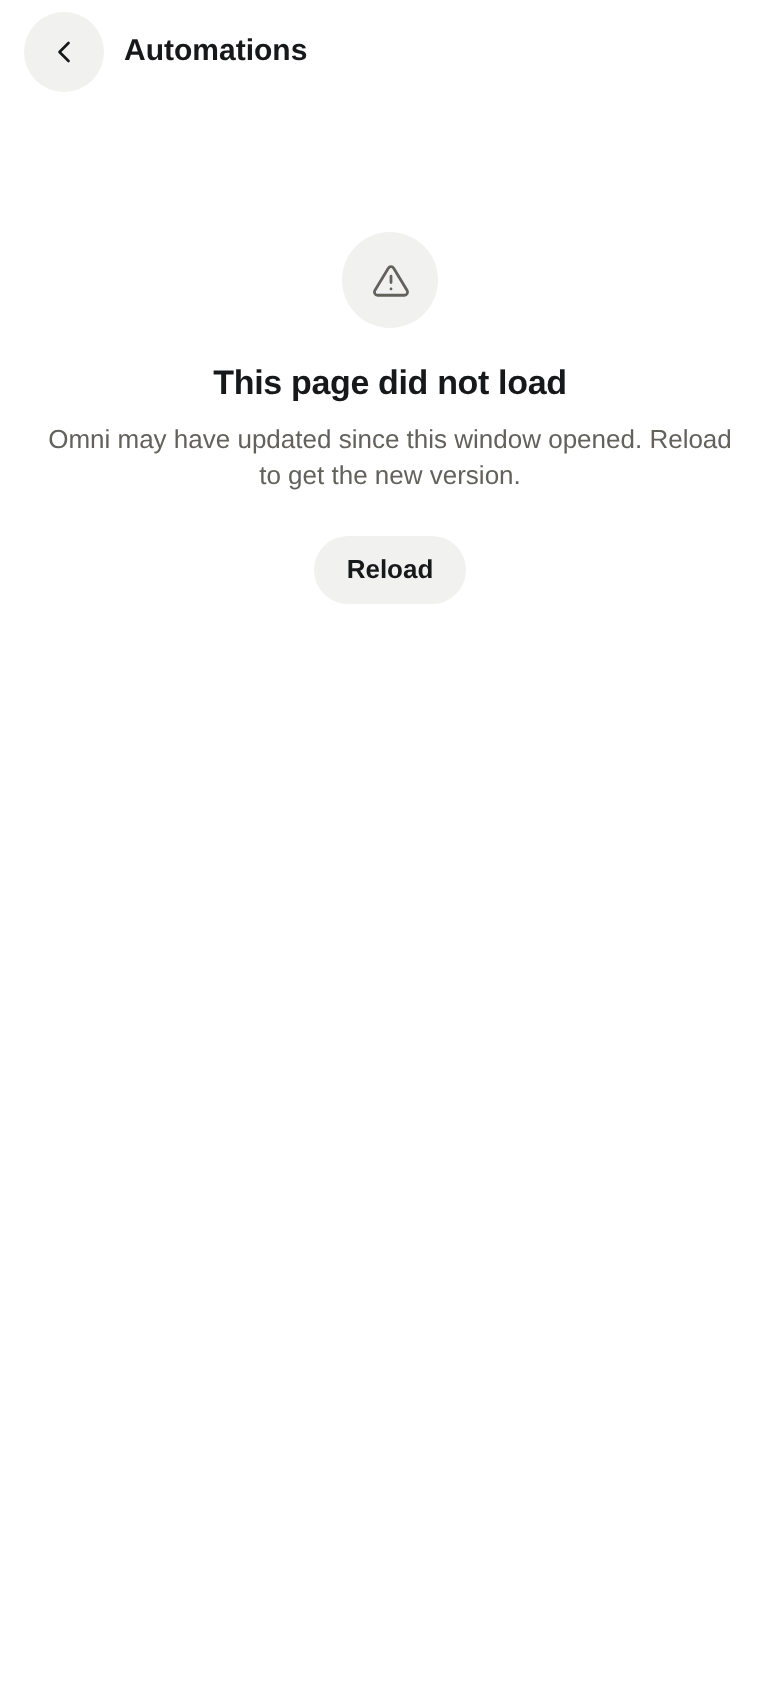 Automations
This page did not load
Omni may have updated since this window opened. Reload
to get the new version.
Reload